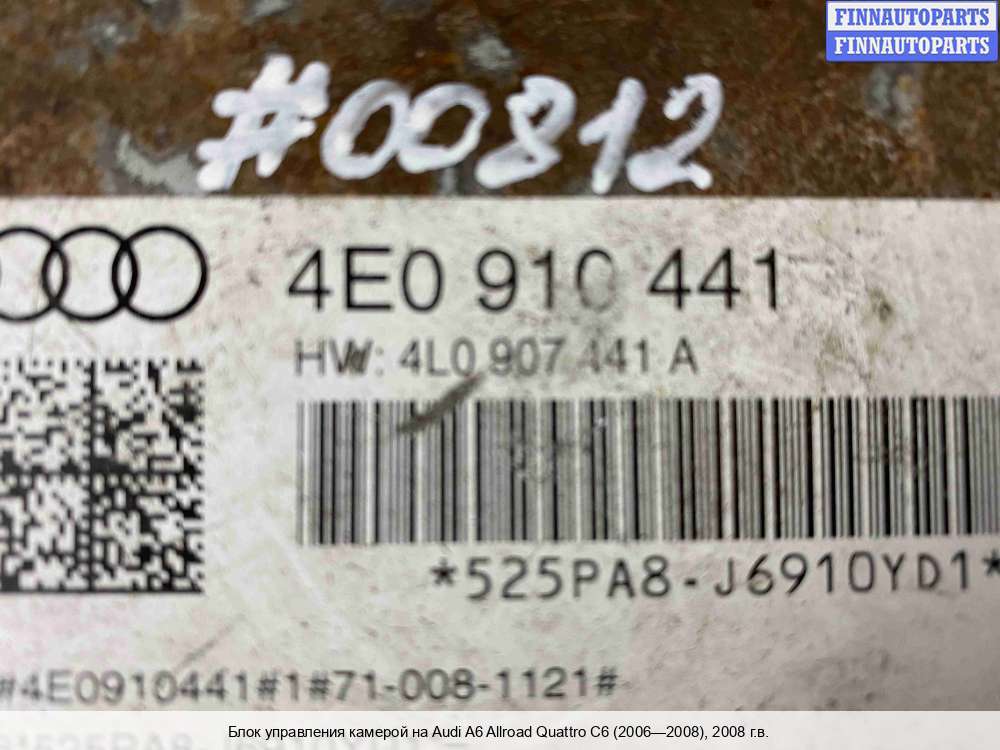 FINNAUTOPARTS
FINNAUTOPARTS
#00812
4E0 910 441
HW: 4L0 907 441 A
*525PA8-J6910YD1*
#4E0910441#1#71-008-1121#
Блок управления камерой на Audi A6 Allroad Quattro C6 (2006—2008), 2008 г.в.